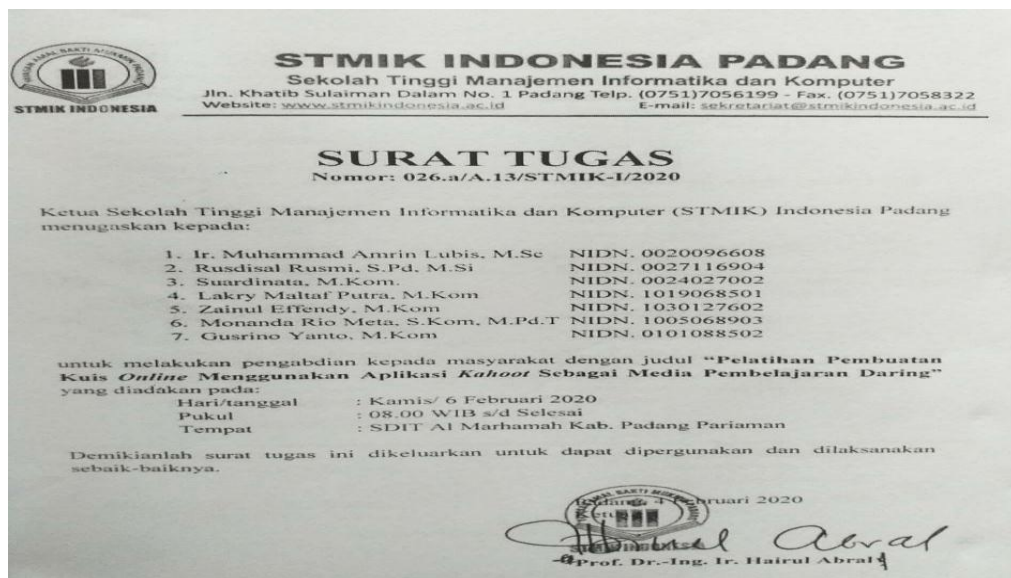 STMIK INDONESIA PADANG
Sekolah Tinggi Manajemen Informatika dan Komputer
Jln. Khatib Sulaiman Dalam No. 1 Padang Telp. (0751)7056199 - Fax. (0751)7058322
Website: www.stmikindonesia.ac.id E-mail: sekretariat@stmikindonesia.ac.id
STMIK INDONESIA
SURAT TUGAS
Nomor: 026.a/A.13/STMIK-I/2020
Ketua Sekolah Tinggi Manajemen Informatika dan Komputer (STMIK) Indonesia Padang
menugaskan kepada:
1. Ir. Muhammad Amrin Lubis, M.Sc NIDN. 0020096608
2. Rusdisal Rusmi, S.Pd, M.Si NIDN. 0027116904
3. Suardinata, M.Kom. NIDN. 0024027002
4. Lakry Maltaf Putra, M.Kom NIDN. 1019068501
5. Zainul Effendy, M.Kom NIDN. 1030127602
6. Monanda Rio Meta, S.Kom, M.Pd.T NIDN. 1005068903
7. Gusrino Yanto, M.Kom NIDN. 0101088502
untuk melakukan pengabdian kepada masyarakat dengan judul “Pelatihan Pembuatan
Kuis Online Menggunakan Aplikasi Kahoot Sebagai Media Pembelajaran Daring”
yang diadakan pada:
Hari/tanggal : Kamis/ 6 Februari 2020
Pukul : 08.00 WIB s/d Selesai
Tempat : SDIT Al Marhamah Kab. Padang Pariaman
Demikianlah surat tugas ini dikeluarkan untuk dapat dipergunakan dan dilaksanakan
sebaik-baiknya.
4 Februari 2020
Hairul Abral
Prof. Dr.-Ing. Ir. Hairul Abral